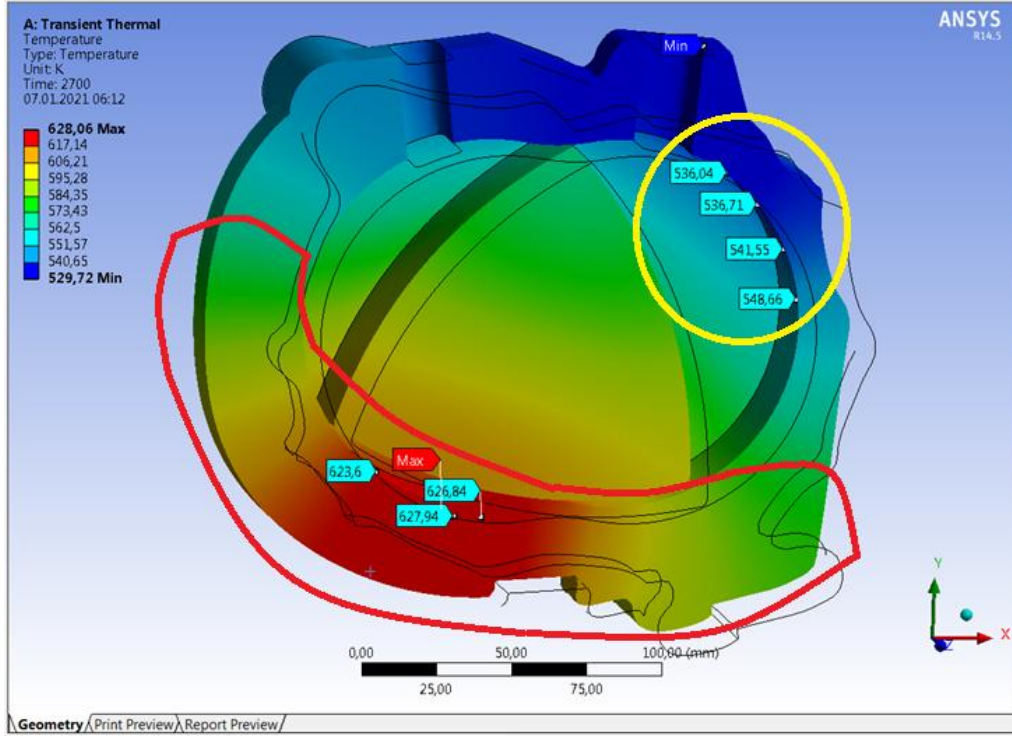 A: Transient Thermal
Temperature
Type: Temperature
Unit: K
Time: 2700
07.01.2021 06:12
628,06 Max
617,14
606,21
595,28
584,35
573,43
562,5
551,57
540,65
529,72 Min
ANSYS
R14.5
Min
536,04
536,71
541,55
548,66
Max
623,6
626,84
627,94
Y
X
Z
0,00 50,00 100,00 (mm)
25,00 75,00
Geometry Print Preview Report Preview